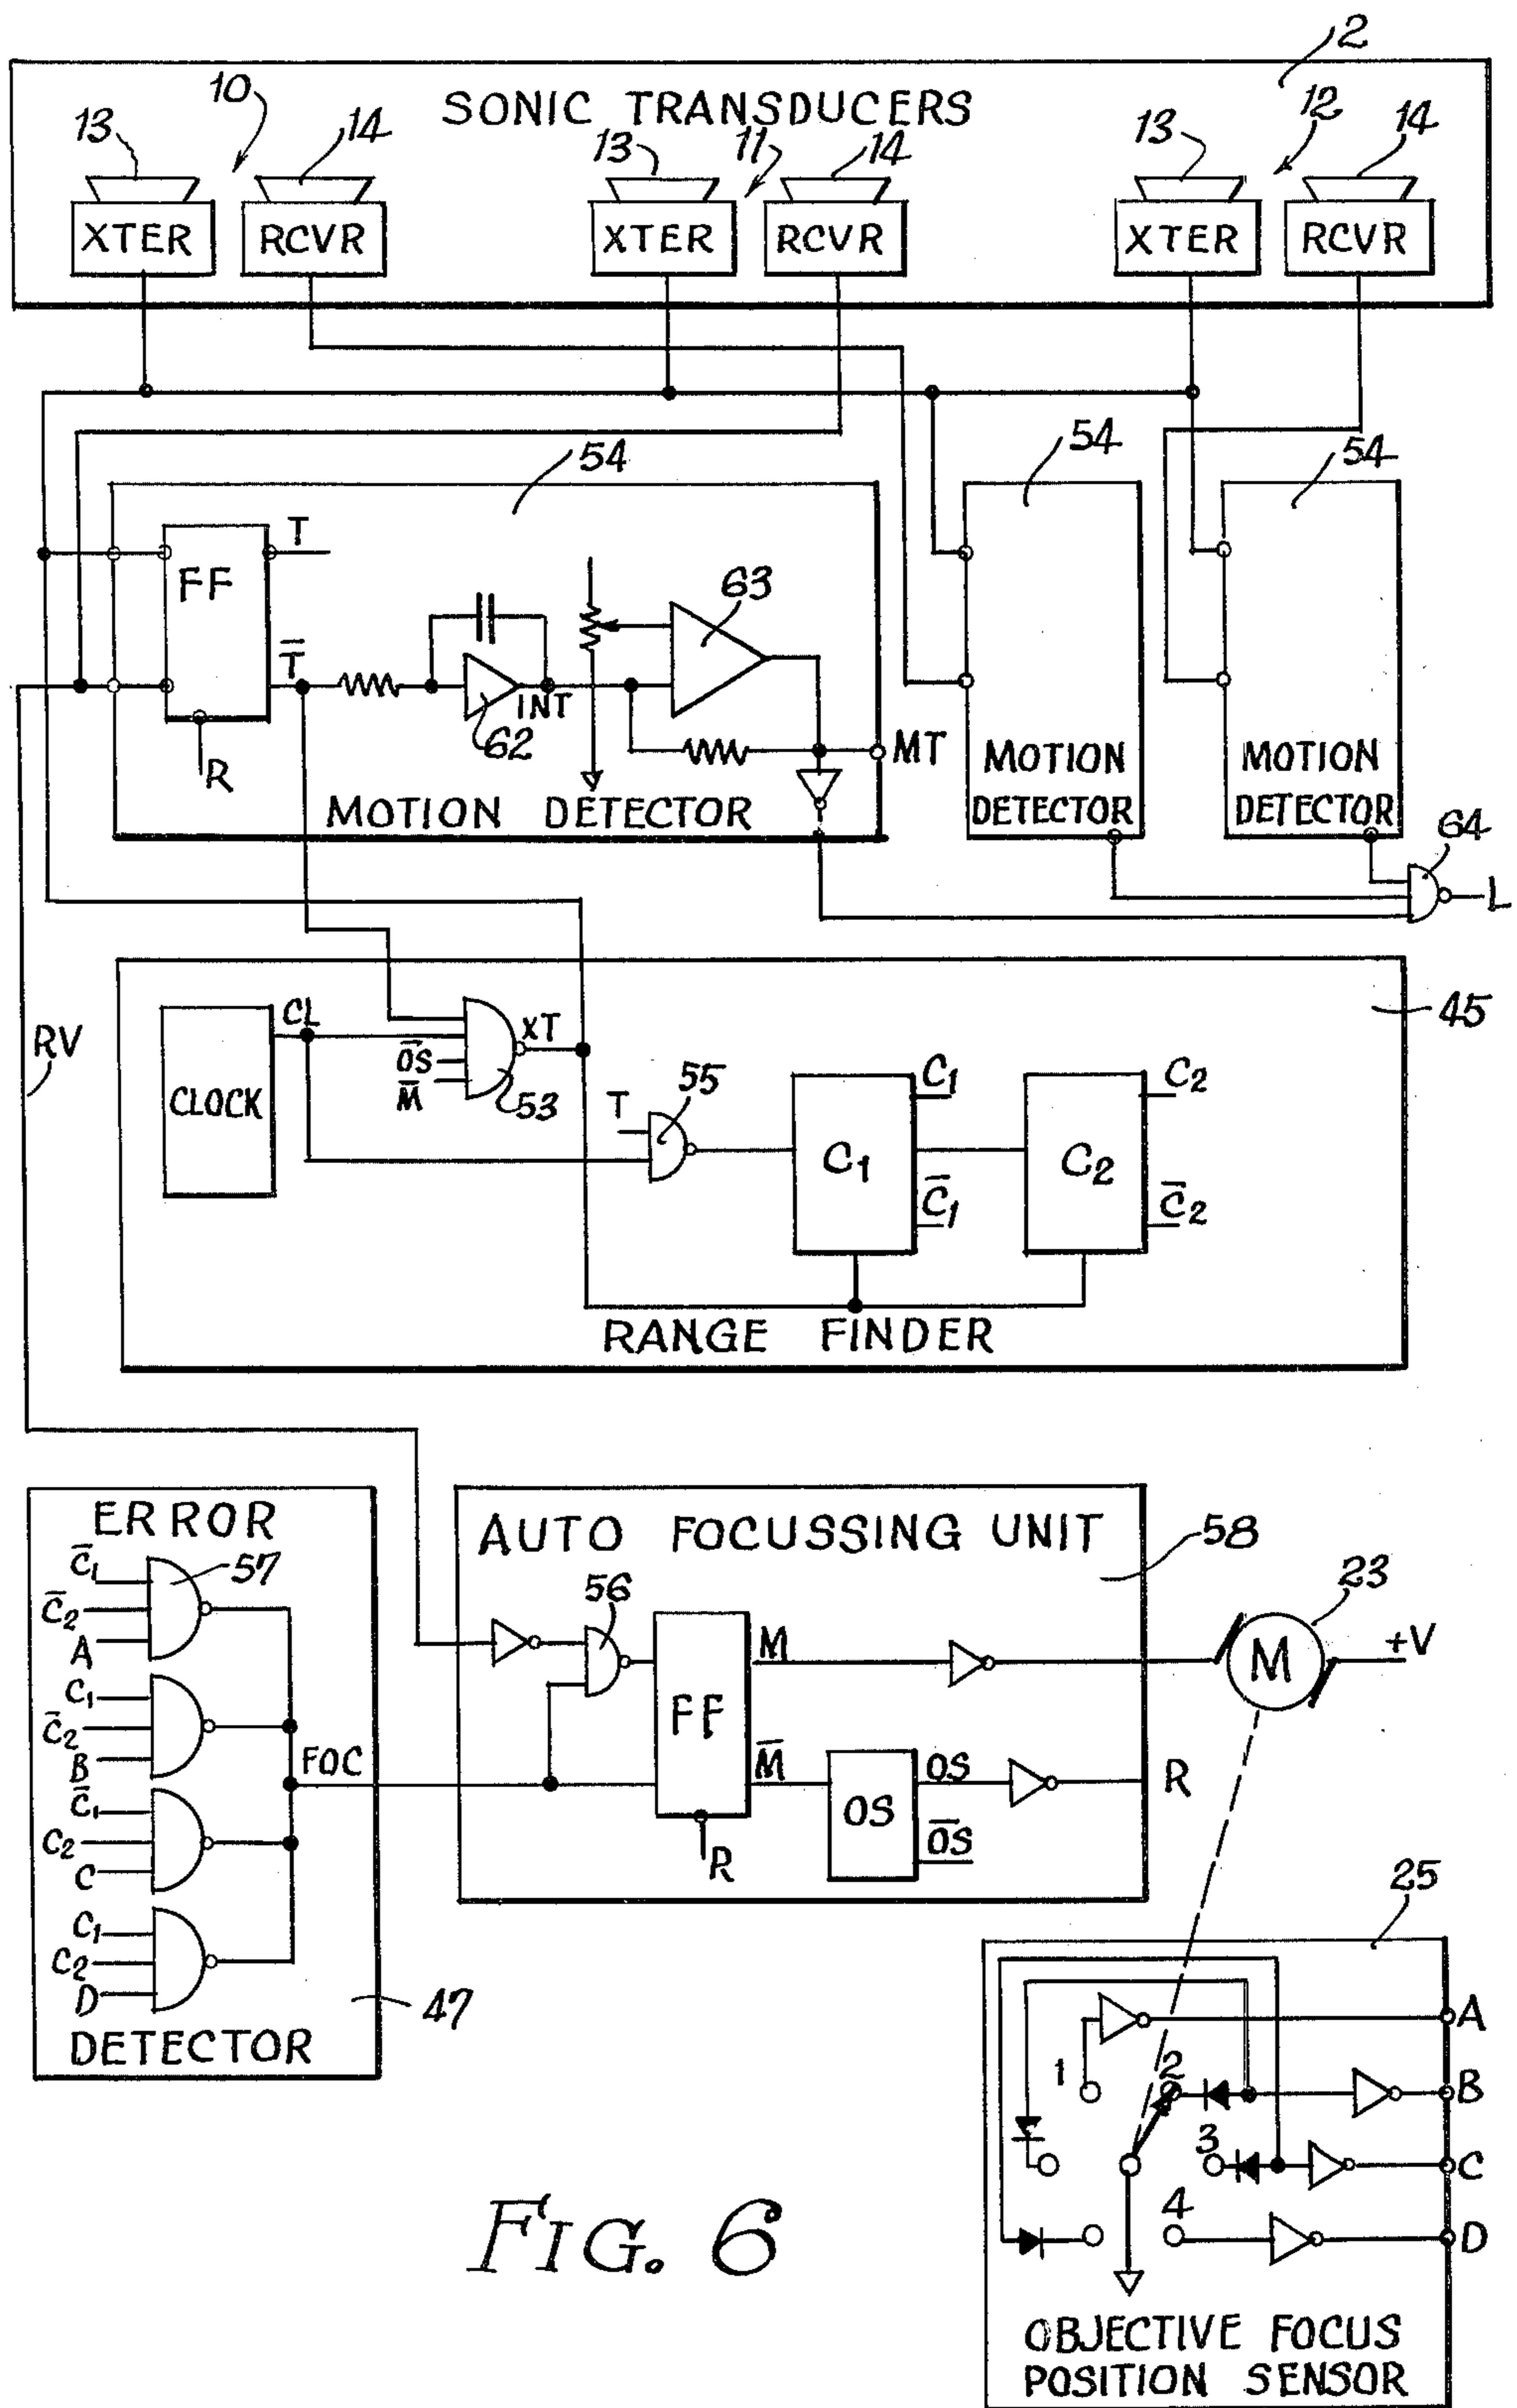 2
10
SONIC TRANSDUCERS
12
13
14
13
11
14
13
14
XTER
RCVR
XTER
RCVR
XTER
RCVR
54
54
54
T
FF
63
T̅
INT
62
MT
R
MOTION DETECTOR
MOTION
DETECTOR
MOTION
DETECTOR
64
L
CL
XT
45
RV
O̅S̅
M̅
53
CLOCK
T
55
C1
C2
C1
C2
C̅1
C̅2
RANGE FINDER
ERROR
AUTO FOCUSSING UNIT
58
C̅1
57
56
23
C̅2
A
M
M
+V
C1
FF
C̅2
B
FOC
M̅
OS
R
C̅1
OS
O̅S̅
C2
C
R
C1
C2
D
47
DETECTOR
25
A
1
2
B
3
C
4
D
FIG. 6
OBJECTIVE FOCUS
POSITION SENSOR